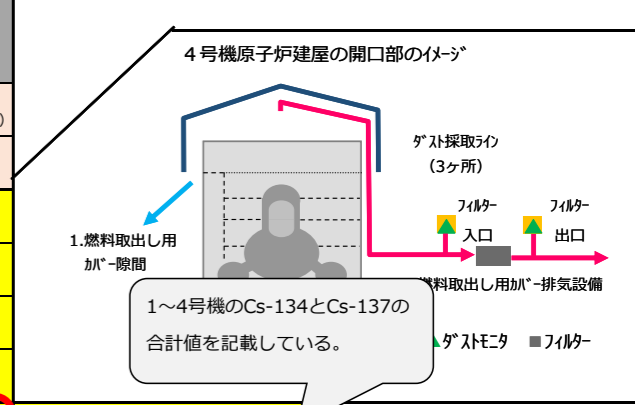 ４号機原子炉建屋の開口部のｲﾒｰｼﾞ
ﾀﾞｽﾄ採取ﾗｲﾝ
(3ヶ所)
ﾌｨﾙﾀｰ
入口
ﾌｨﾙﾀｰ
出口
1.燃料取出し用
ｶﾊﾞｰ隙間
燃料取出し用ｶﾊﾞｰ排気設備
1～4号機のCs-134とCs-137の
合計値を記載している。
ﾀﾞｽﾄﾓﾆﾀ
ﾌｨﾙﾀｰ
)